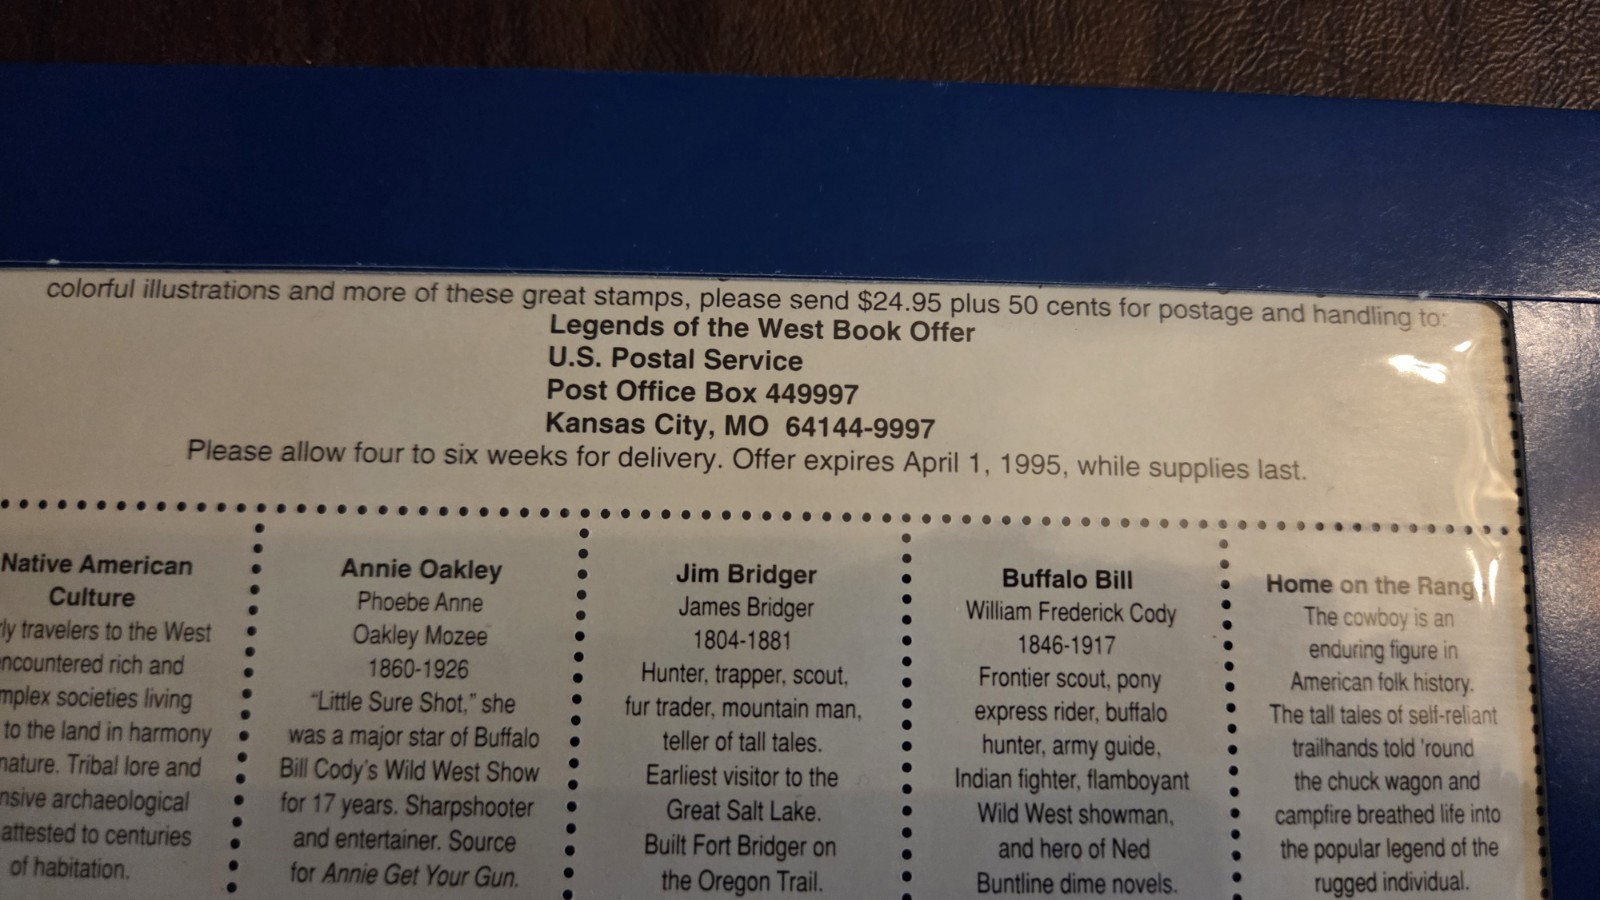 colorful illustrations and more of these great stamps, please send $24.95 plus 50 cents for postage and handling to:
Legends of the West Book Offer
U.S. Postal Service
Post Office Box 449997
Kansas City, MO 64144-9997
Please allow four to six weeks for delivery. Offer expires April 1, 1995, while supplies last.
Native American
Culture
travelers to the West
rich and
societies living
to the land in harmony
nature. Tribal lore and
archaeological
attested to centuries
of habitation.
Annie Oakley
Phoebe Anne
Oakley Mozee
1860-1926
“Little Sure Shot,” she
was a major star of Buffalo
Bill Cody's Wild West Show
for 17 years. Sharpshooter
and entertainer. Source
for Annie Get Your Gun.
Jim Bridger
James Bridger
1804-1881
Hunter, trapper, scout,
fur trader, mountain man,
teller of tall tales.
Earliest visitor to the
Great Salt Lake.
Built Fort Bridger on
the Oregon Trail.
Buffalo Bill
William Frederick Cody
1846-1917
Frontier scout, pony
express rider, buffalo
hunter, army guide,
Indian fighter, flamboyant
Wild West showman,
and hero of Ned
Buntline dime novels.
Home on the Range
The cowboy is an
enduring figure in
American folk history.
The tall tales of self-reliant
trailhands told 'round
the chuck wagon and
campfire breathed life into
the popular legend of the
rugged individual.